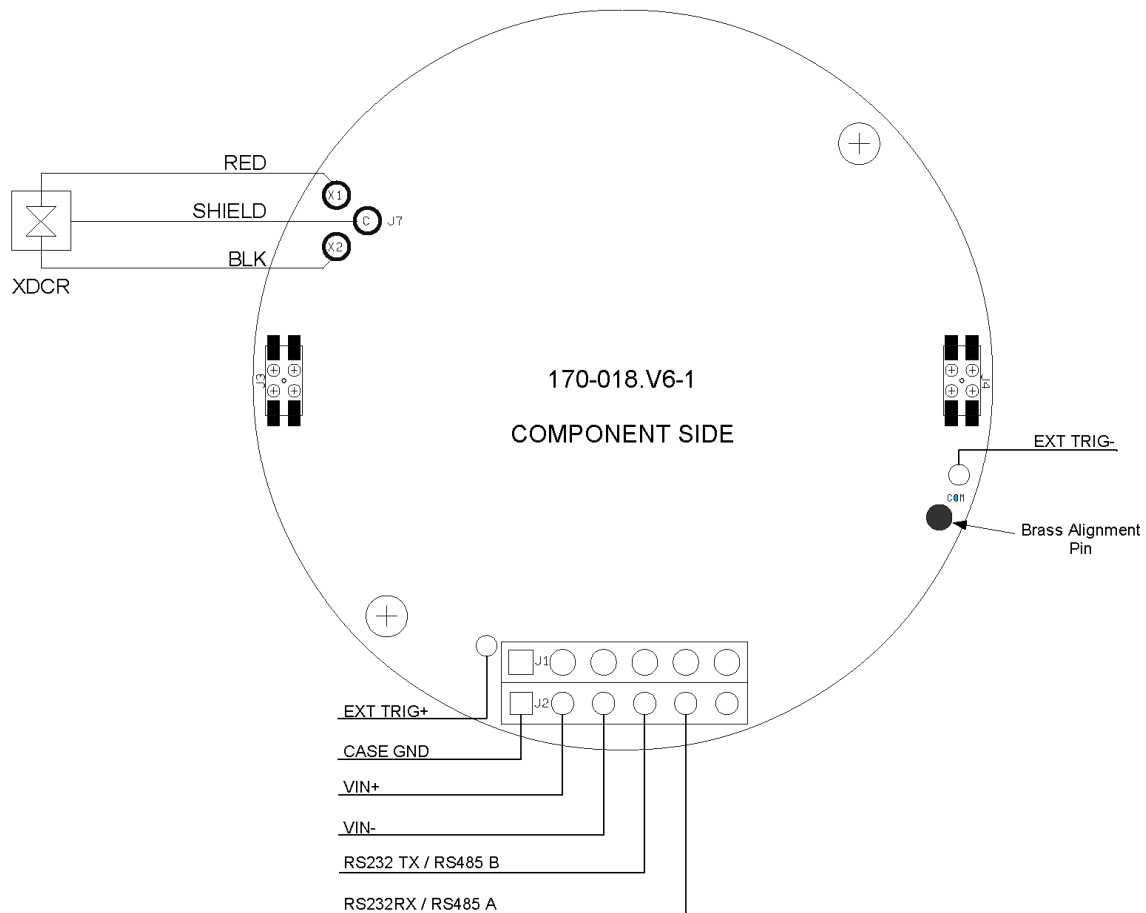 RED
X1
SHIELD
C J7
X2
BLK
XDCR
J3
J4
170-018.V6-1
COMPONENT SIDE
EXT TRIG-
COM
Brass Alignment
Pin
J1
J2
EXT TRIG+
CASE GND
VIN+
VIN-
RS232 TX / RS485 B
RS232RX / RS485 A